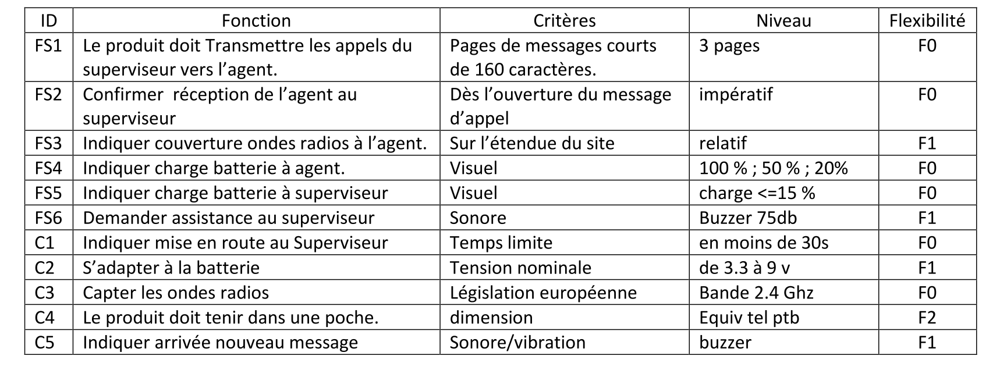 ID Fonction Critères Niveau Flexibilité
FS1 Le produit doit Transmettre les appels du Pages de messages courts 3 pages F0
superviseur vers l’agent. de 160 caractères.
FS2 Confirmer réception de l’agent au Dès l’ouverture du message impératif F0
superviseur d’appel
FS3 Indiquer couverture ondes radios à l’agent. Sur l’étendue du site relatif F1
FS4 Indiquer charge batterie à agent. Visuel 100 % ; 50 % ; 20% F0
FS5 Indiquer charge batterie à superviseur Visuel charge <=15 % F0
FS6 Demander assistance au superviseur Sonore Buzzer 75db F1
C1 Indiquer mise en route au Superviseur Temps limite en moins de 30s F0
C2 S’adapter à la batterie Tension nominale de 3.3 à 9 v F1
C3 Capter les ondes radios Législation européenne Bande 2.4 Ghz F0
C4 Le produit doit tenir dans une poche. dimension Equiv tel ptb F2
C5 Indiquer arrivée nouveau message Sonore/vibration buzzer F1